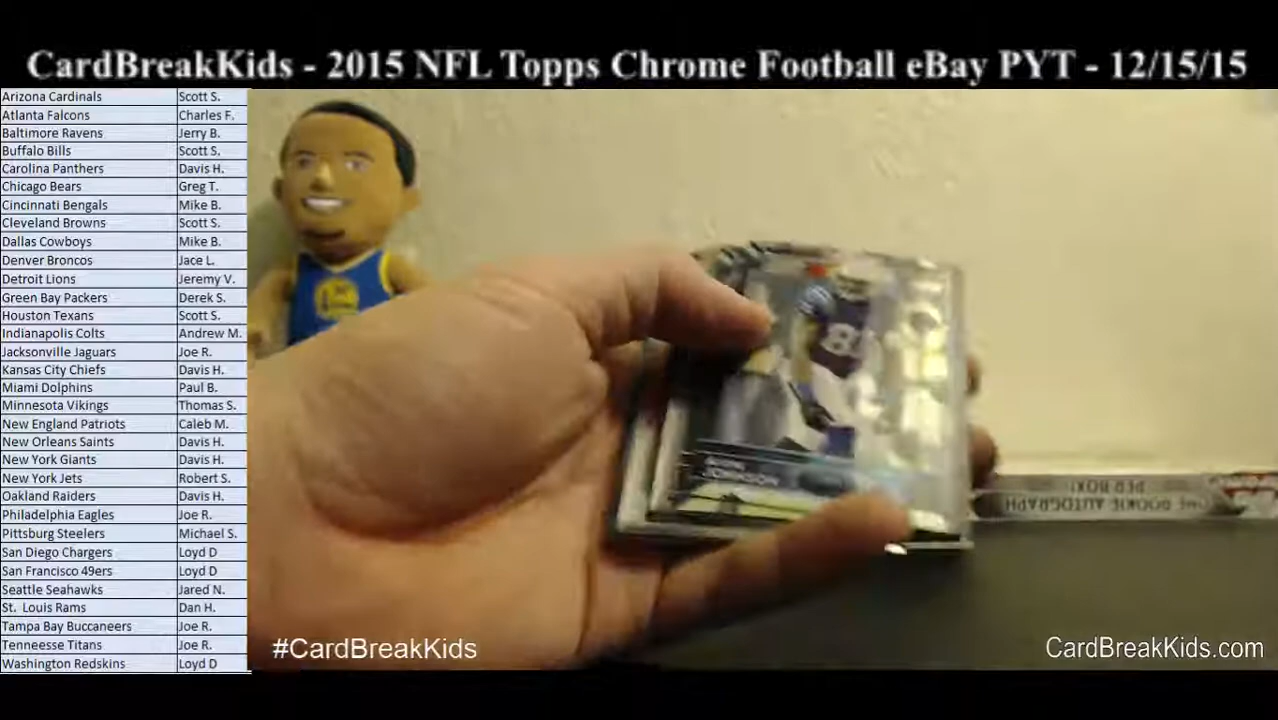 CardBreakKids - 2015 NFL Topps Chrome Football eBay PYT - 12/15/15
Arizona Cardinals Scott S.
Atlanta Falcons Charles F.
Baltimore Ravens Jerry B.
Buffalo Bills Scott S.
Carolina Panthers Davis H.
Chicago Bears Greg T.
Cincinnati Bengals Mike B.
Cleveland Browns Scott S.
Dallas Cowboys Mike B.
Denver Broncos Jace L.
Detroit Lions Jeremy V.
Green Bay Packers Derek S.
Houston Texans Scott S.
Indianapolis Colts Andrew M.
Jacksonville Jaguars Joe R.
Kansas City Chiefs Davis H.
Miami Dolphins Paul B.
Minnesota Vikings Thomas S.
New England Patriots Caleb M.
New Orleans Saints Davis H.
New York Giants Davis H.
New York Jets Robert S.
Oakland Raiders Davis H.
Philadelphia Eagles Joe R.
Pittsburg Steelers Michael S.
San Diego Chargers Loyd D
San Francisco 49ers Loyd D
Seattle Seahawks Jared N.
St. Louis Rams Dan H.
Tampa Bay Buccaneers Joe R.
Tenneesse Titans Joe R.
Washington Redskins Loyd D
JOHNSON
ONE ROOKIE AUTOGRAPH
PER BOX!
#CardBreakKids
CardBreakKids.com